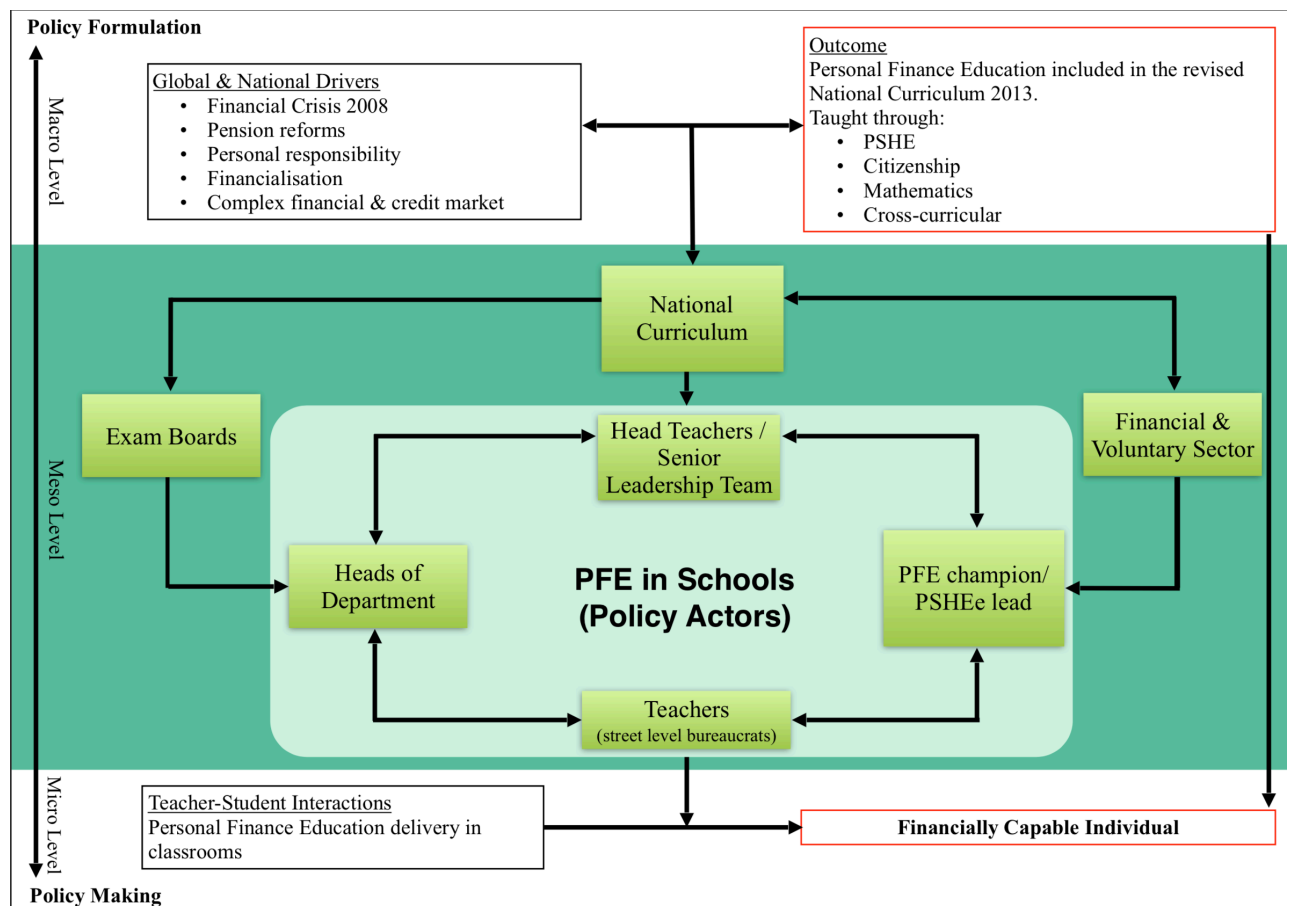 Policy Formulation
Macro Level
Global & National Drivers
• Financial Crisis 2008
• Pension reforms
• Personal responsibility
• Financialisation
• Complex financial & credit market
Outcome
Personal Finance Education included in the revised
National Curriculum 2013.
Taught through:
• PSHE
• Citizenship
• Mathematics
• Cross-curricular
Meso Level
National
Curriculum
Exam Boards
Financial &
Voluntary Sector
Head Teachers /
Senior
Leadership Team
Heads of
Department
PFE in Schools
(Policy Actors)
PFE champion/
PSHEe lead
Teachers
(street level bureaucrats)
Micro Level
Teacher-Student Interactions
Personal Finance Education delivery in
classrooms
Financially Capable Individual
Policy Making